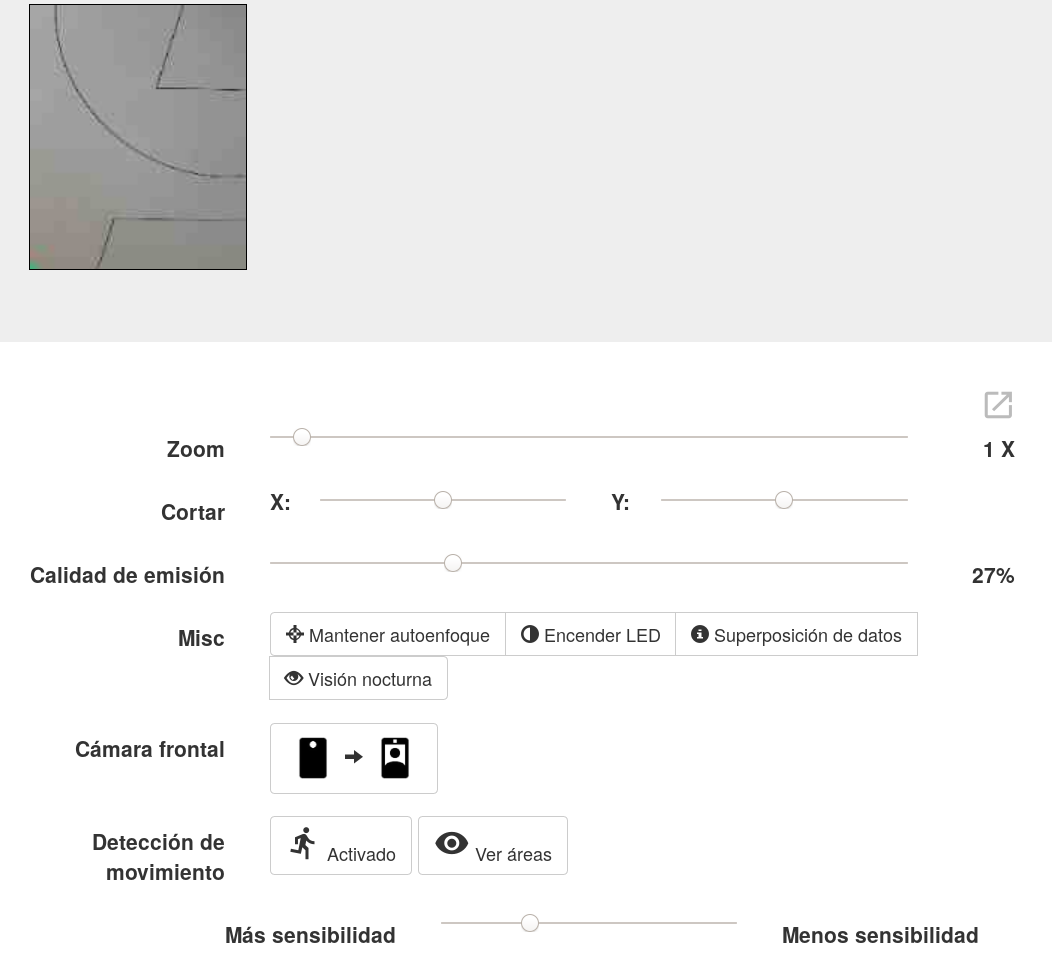 Zoom 1 X
Cortar X: Y:
Calidad de emisión 27%
Misc Mantener autoenfoque Encender LED Superposición de datos
Visión nocturna
Cámara frontal
Detección de
movimiento Activado Ver áreas
Más sensibilidad Menos sensibilidad